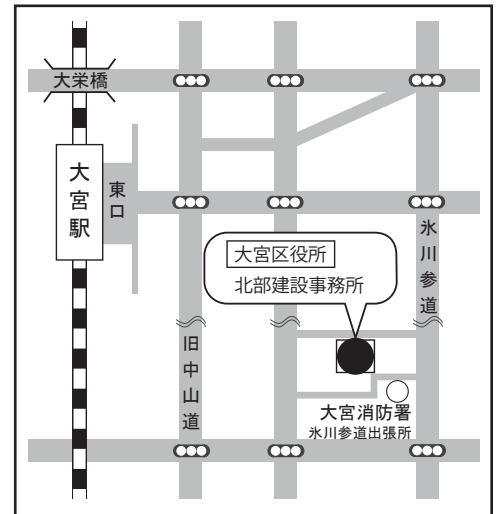 大栄橋
大宮駅
東口
氷川参道
大宮区役所
北部建設事務所
旧中山道
大宮消防署
氷川参道出張所